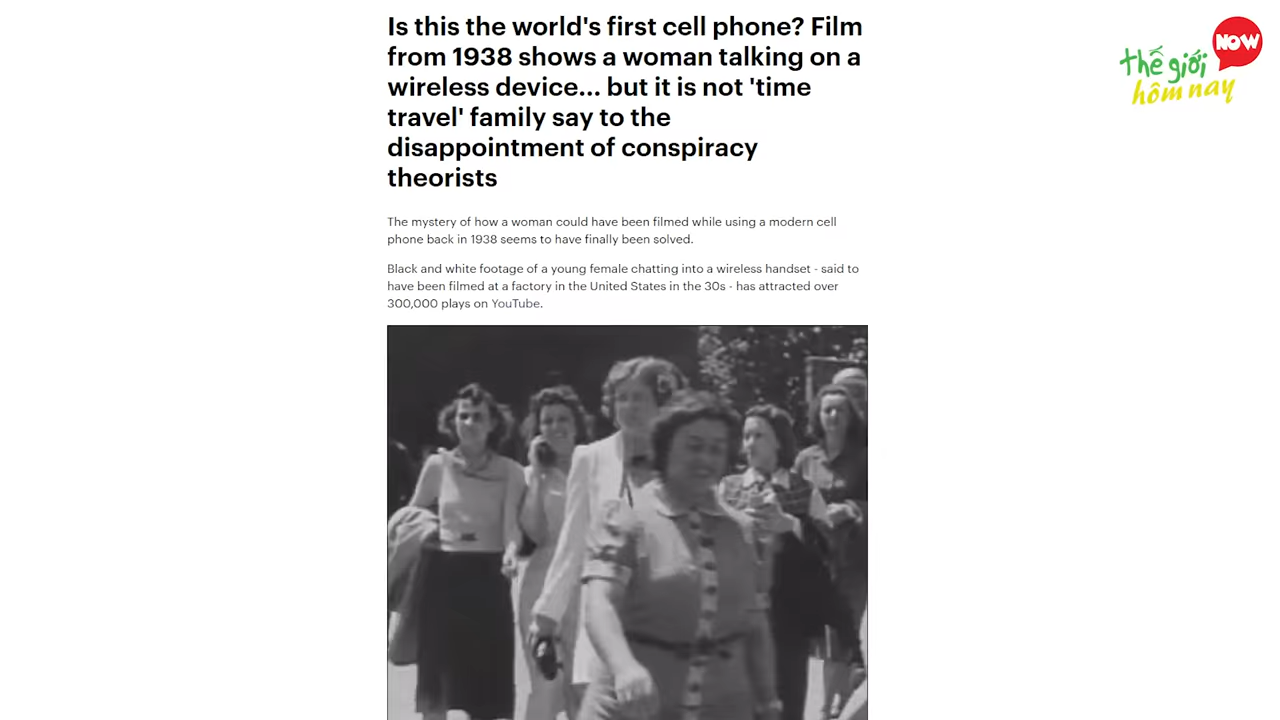 Is this the world's first cell phone? Film
from 1938 shows a woman talking on a
wireless device... but it is not 'time
travel' family say to the
disappointment of conspiracy
theorists
The mystery of how a woman could have been filmed while using a modern cell
phone back in 1938 seems to have finally been solved.
Black and white footage of a young female chatting into a wireless handset - said to
have been filmed at a factory in the United States in the 30s - has attracted over
300,000 plays on YouTube.
NOW
thế giới
hôm nay